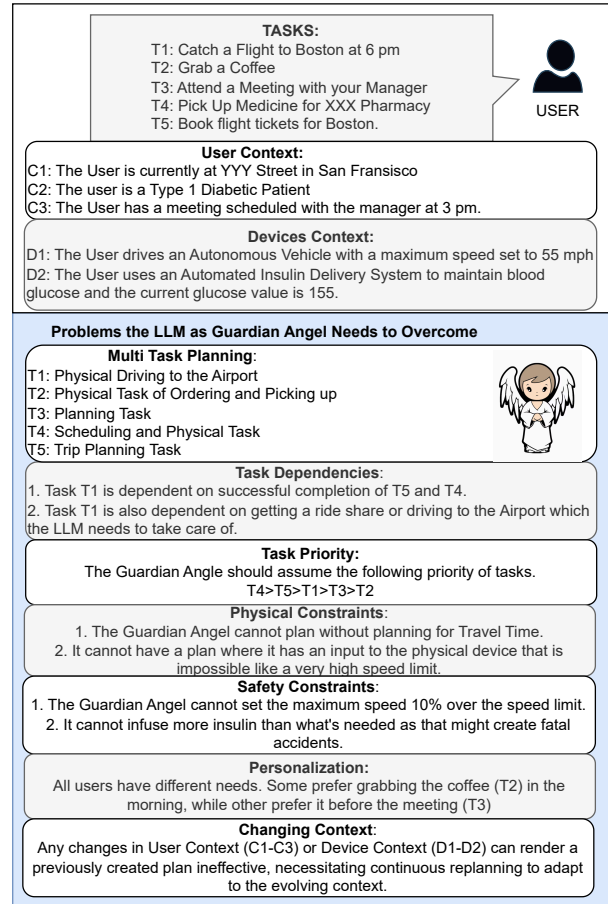 TASKS:
T1: Catch a Flight to Boston at 6 pm
T2: Grab a Coffee
T3: Attend a Meeting with your Manager
T4: Pick Up Medicine for XXX Pharmacy
T5: Book flight tickets for Boston.
USER
User Context:
C1: The User is currently at YYY Street in San Fransisco
C2: The user is a Type 1 Diabetic Patient
C3: The User has a meeting scheduled with the manager at 3 pm.
Devices Context:
D1: The User drives an Autonomous Vehicle with a maximum speed set to 55 mph
D2: The User uses an Automated Insulin Delivery System to maintain blood
glucose and the current glucose value is 155.
Problems the LLM as Guardian Angel Needs to Overcome
Multi Task Planning:
T1: Physical Driving to the Airport
T2: Physical Task of Ordering and Picking up
T3: Planning Task
T4: Scheduling and Physical Task
T5: Trip Planning Task
Task Dependencies:
1. Task T1 is dependent on successful completion of T5 and T4.
2. Task T1 is also dependent on getting a ride share or driving to the Airport which
the LLM needs to take care of.
Task Priority:
The Guardian Angle should assume the following priority of tasks.
T4>T5>T1>T3>T2
Physical Constraints:
1. The Guardian Angel cannot plan without planning for Travel Time.
2. It cannot have a plan where it has an input to the physical device that is
impossible like a very high speed limit.
Safety Constraints:
1. The Guardian Angel cannot set the maximum speed 10% over the speed limit.
2. It cannot infuse more insulin than what's needed as that might create fatal
accidents.
Personalization:
All users have different needs. Some prefer grabbing the coffee (T2) in the
morning, while other prefer it before the meeting (T3)
Changing Context:
Any changes in User Context (C1-C3) or Device Context (D1-D2) can render a
previously created plan ineffective, necessitating continuous replanning to adapt
to the evolving context.